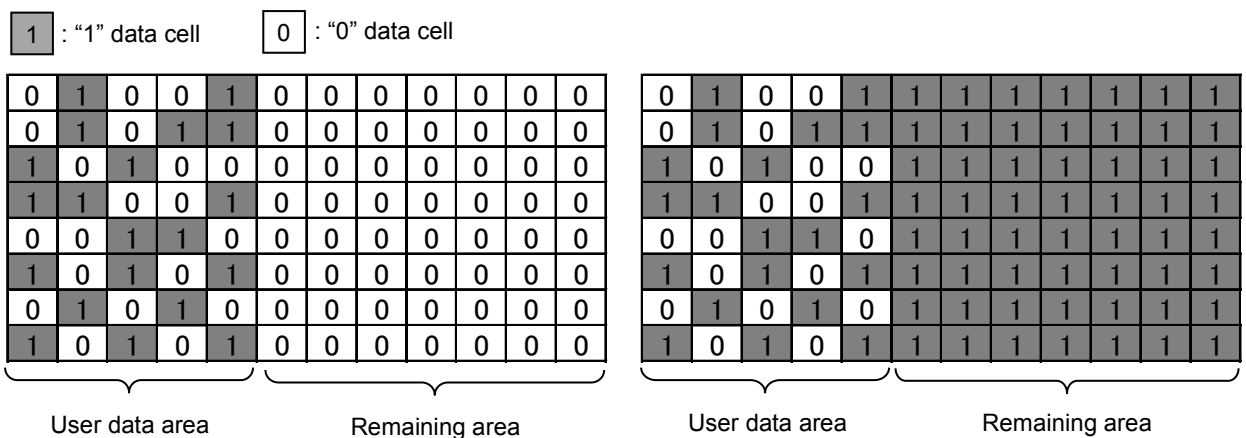 1 : “1” data cell 0 : “0” data cell
0 1 0 0 1 0 0 0 0 0 0 0 0 1 0 0 1 1 1 1 1 1 1 1
0 1 0 1 1 0 0 0 0 0 0 0 0 1 0 1 1 1 1 1 1 1 1 1
1 0 1 0 0 0 0 0 0 0 0 0 1 0 1 0 0 1 1 1 1 1 1 1
1 1 0 0 1 0 0 0 0 0 0 0 1 1 0 0 1 1 1 1 1 1 1 1
0 0 1 1 0 0 0 0 0 0 0 0 0 0 1 1 0 1 1 1 1 1 1 1
1 0 1 0 1 0 0 0 0 0 0 0 1 0 1 0 1 1 1 1 1 1 1 1
0 1 0 1 0 0 0 0 0 0 0 0 0 1 0 1 0 1 1 1 1 1 1 1
1 0 1 0 1 0 0 0 0 0 0 0 1 0 1 0 1 1 1 1 1 1 1 1
User data area Remaining area User data area Remaining area